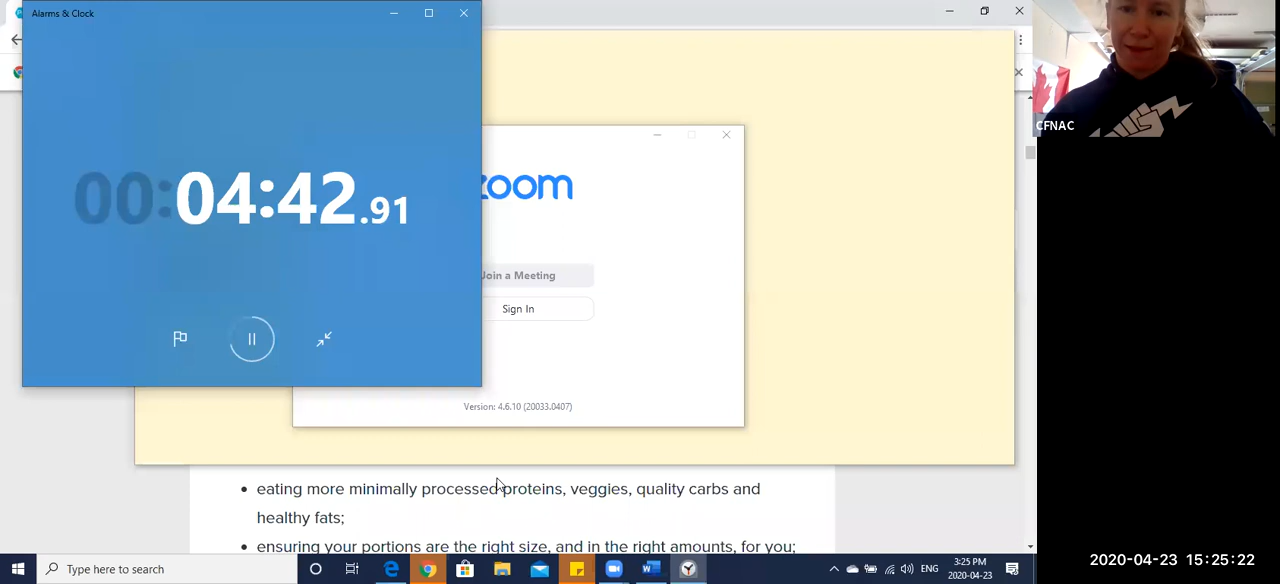 Alarms & Clock
00:04:42.91
zoom
Join a Meeting
Sign In
Version: 4.6.10 (20033.0407)
• eating more minimally processed proteins, veggies, quality carbs and
healthy fats;
• ensuring your portions are the right size, and in the right amounts, for you;
Type here to search
ENG
3:25 PM
2020-04-23
CFNAC
2020-04-23 15:25:22